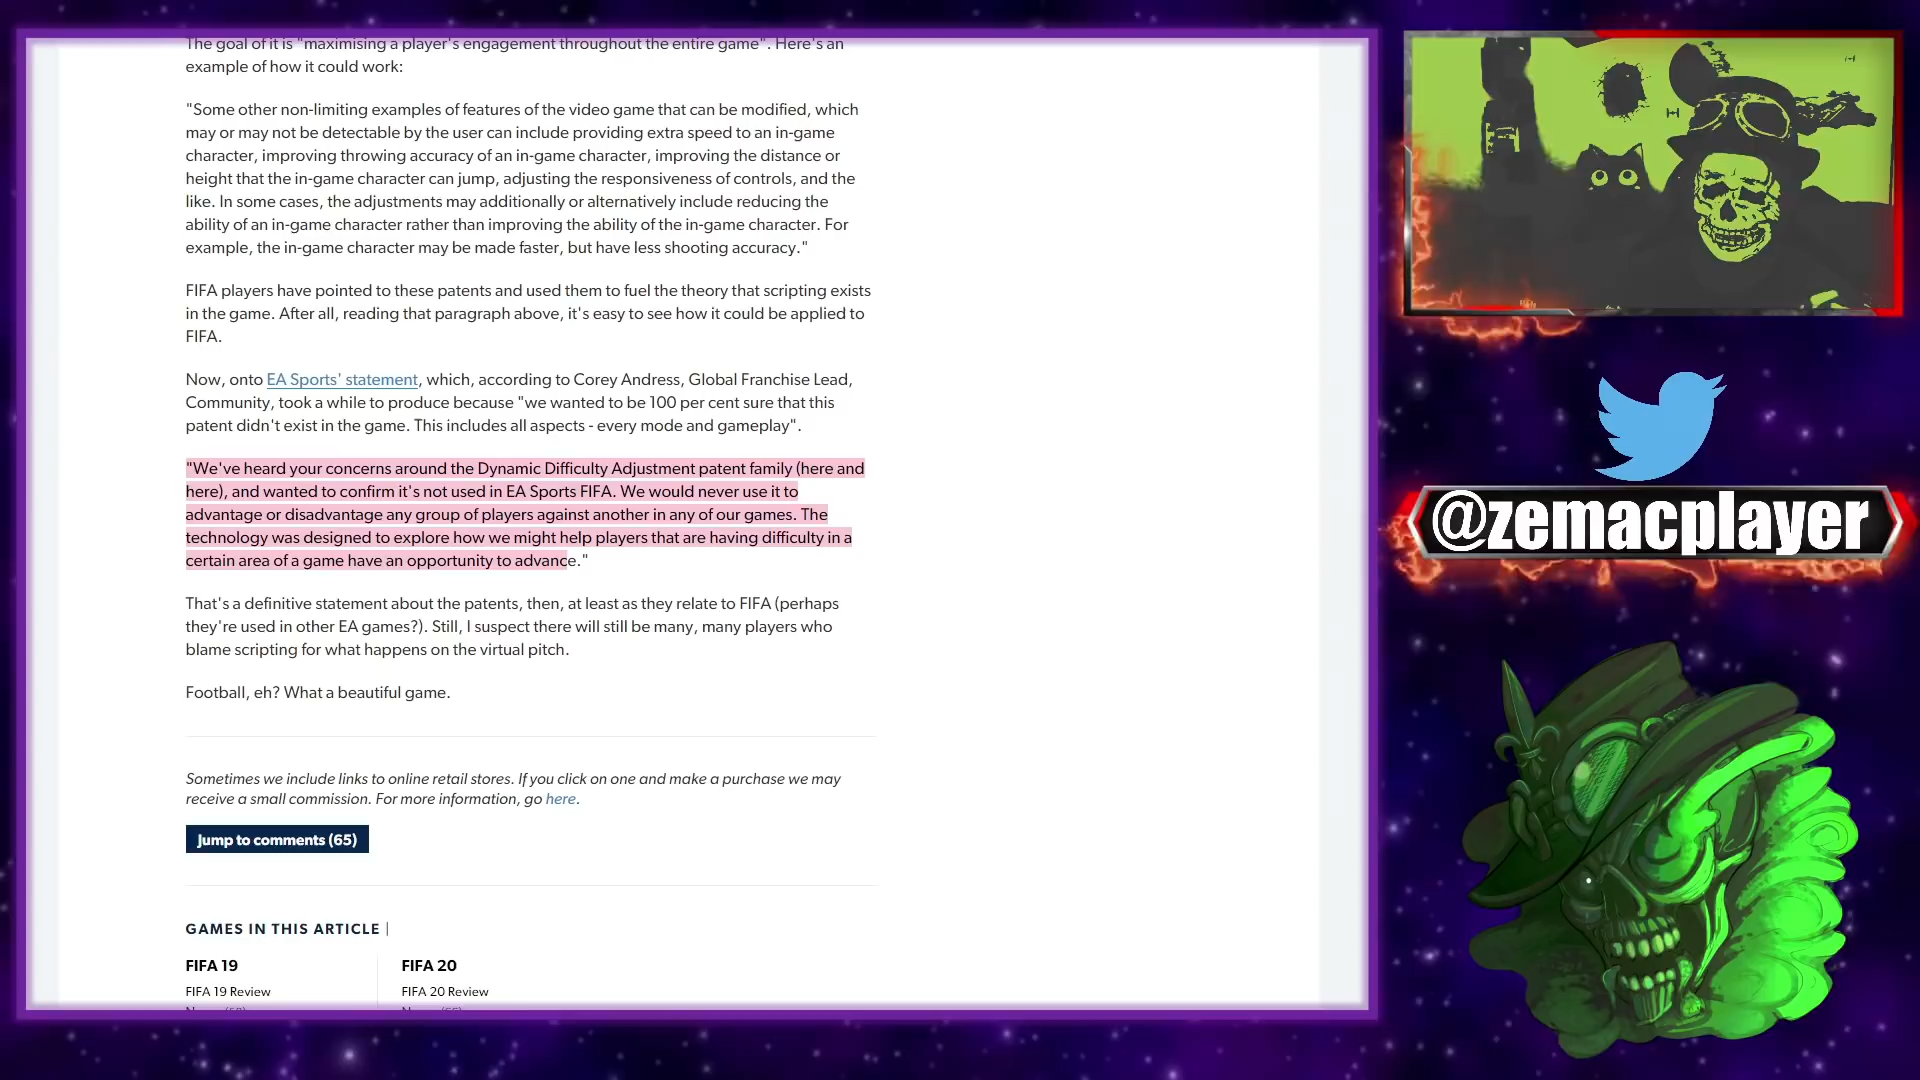 The goal of it is "maximising a player's engagement throughout the entire game". Here's an
example of how it could work:
"Some other non-limiting examples of features of the video game that can be modified, which
may or may not be detectable by the user can include providing extra speed to an in-game
character, improving throwing accuracy of an in-game character, improving the distance or
height that the in-game character can jump, adjusting the responsiveness of controls, and the
like. In some cases, the adjustments may additionally or alternatively include reducing the
ability of an in-game character rather than improving the ability of the in-game character. For
example, the in-game character may be made faster, but have less shooting accuracy."
FIFA players have pointed to these patents and used them to fuel the theory that scripting exists
in the game. After all, reading that paragraph above, it's easy to see how it could be applied to
FIFA.
Now, onto EA Sports' statement, which, according to Corey Andress, Global Franchise Lead,
Community, took a while to produce because "we wanted to be 100 per cent sure that this
patent didn't exist in the game. This includes all aspects - every mode and gameplay".
"We've heard your concerns around the Dynamic Difficulty Adjustment patent family (here and
here), and wanted to confirm it's not used in EA Sports FIFA. We would never use it to
advantage or disadvantage any group of players against another in any of our games. The
technology was designed to explore how we might help players that are having difficulty in a
certain area of a game have an opportunity to advance."
That's a definitive statement about the patents, then, at least as they relate to FIFA (perhaps
they're used in other EA games?). Still, I suspect there will still be many, many players who
blame scripting for what happens on the virtual pitch.
Football, eh? What a beautiful game.
Sometimes we include links to online retail stores. If you click on one and make a purchase we may
receive a small commission. For more information, go here.
Jump to comments (65)
GAMES IN THIS ARTICLE |
FIFA 19
FIFA 20
FIFA 19 Review
FIFA 20 Review
@zemacplayer